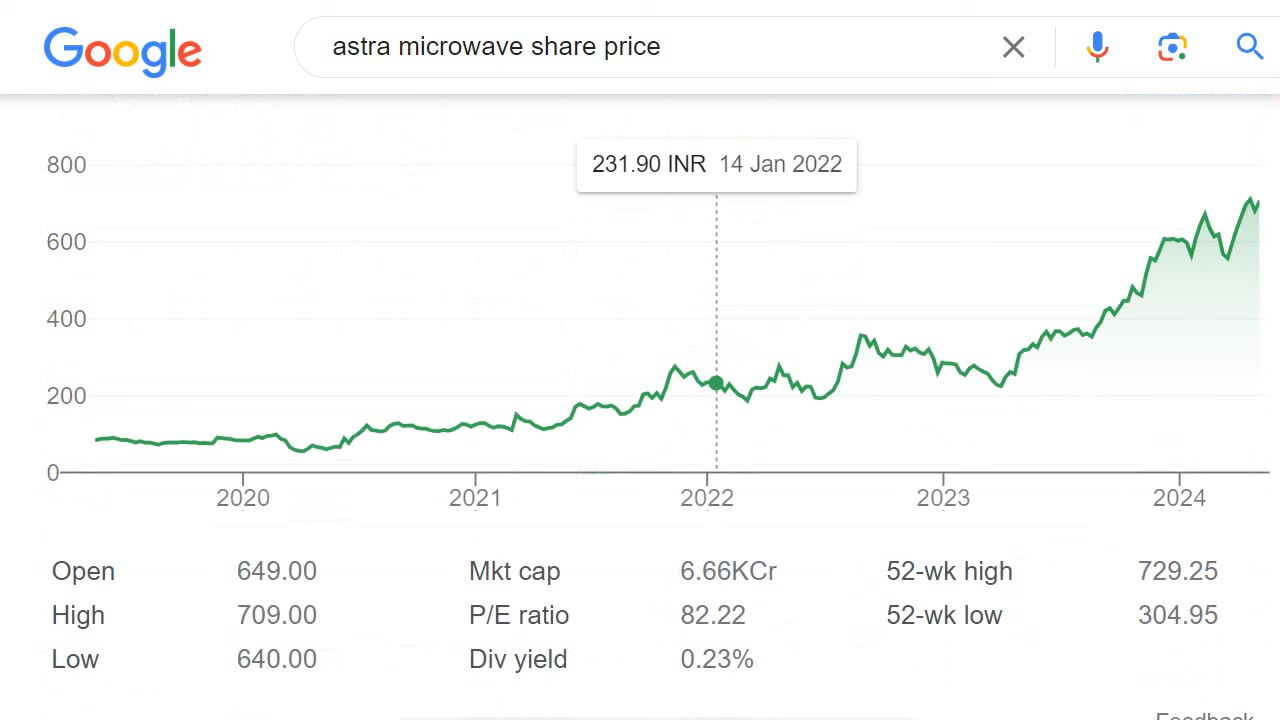 Google
astra microwave share price
231.90 INR 14 Jan 2022
800
600
400
200
0
2020 2021 2022 2023 2024
Open 649.00 Mkt cap 6.66KCr 52-wk high 729.25
High 709.00 P/E ratio 82.22 52-wk low 304.95
Low 640.00 Div yield 0.23%
Feedback